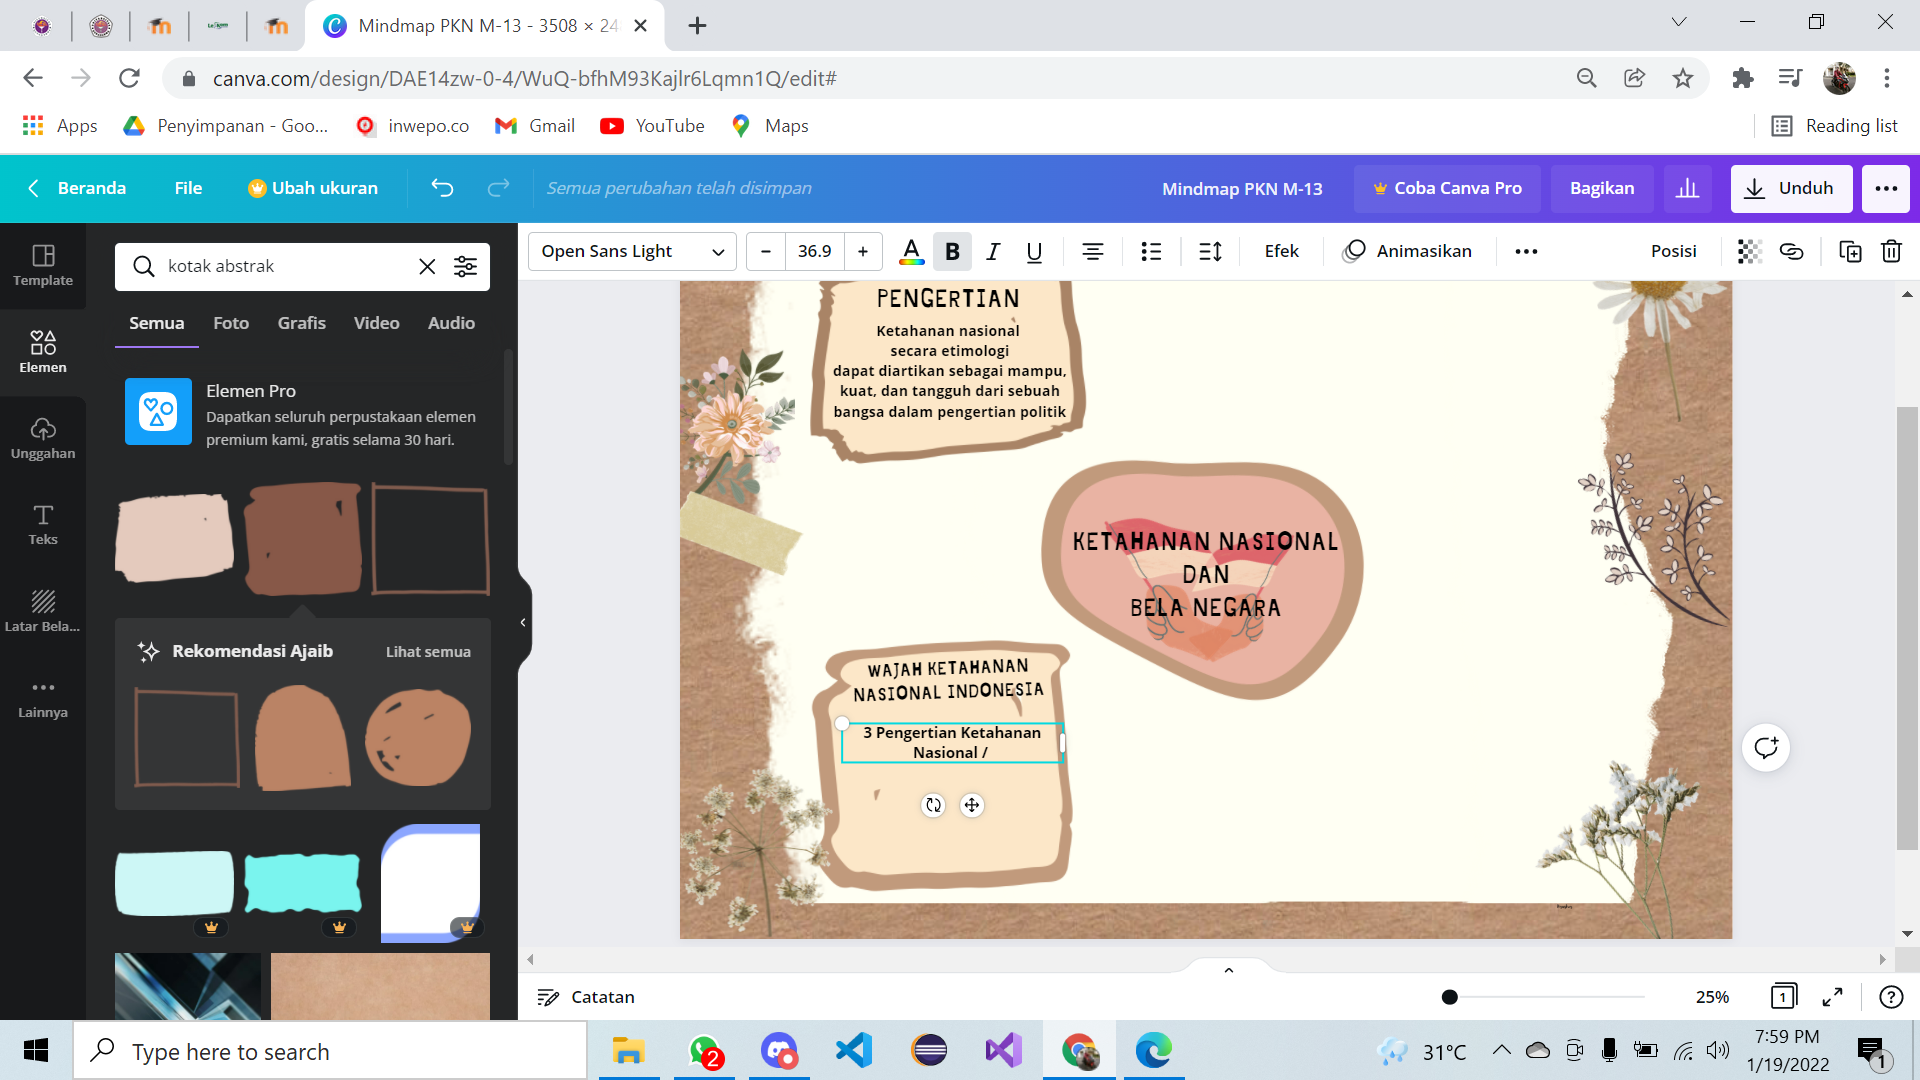 Mindmap PKN M-13 - 3508 × 24
canva.com/design/DAE14zw-0-4/WuQ-bfhM93Kajlr6Lqmn1Q/edit#
Apps
Penyimpanan - Goo...
inwepo.co
Gmail
YouTube
Maps
Reading list
Beranda
File
Ubah ukuran
Semua perubahan telah disimpan
Mindmap PKN M-13
Coba Canva Pro
Bagikan
Unduh
Template
Elemen
Unggahan
Teks
Latar Bela...
Lainnya
kotak abstrak
Semua
Foto
Grafis
Video
Audio
Elemen Pro
Dapatkan seluruh perpustakaan elemen
premium kami, gratis selama 30 hari.
Rekomendasi Ajaib
Lihat semua
Open Sans Light
36.9
A
B
I
U
Efek
Animasikan
Posisi
PENGERTIAN
Ketahanan nasional
secara etimologi
dapat diartikan sebagai mampu,
kuat, dan tangguh dari sebuah
bangsa dalam pengertian politik
KETAHANAN NASIONAL
DAN
BELA NEGARA
WAJAH KETAHANAN
NASIONAL INDONESIA
3 Pengertian Ketahanan
Nasional /
Catatan
25%
1
Type here to search
2
31°C
7:59 PM
1/19/2022
1